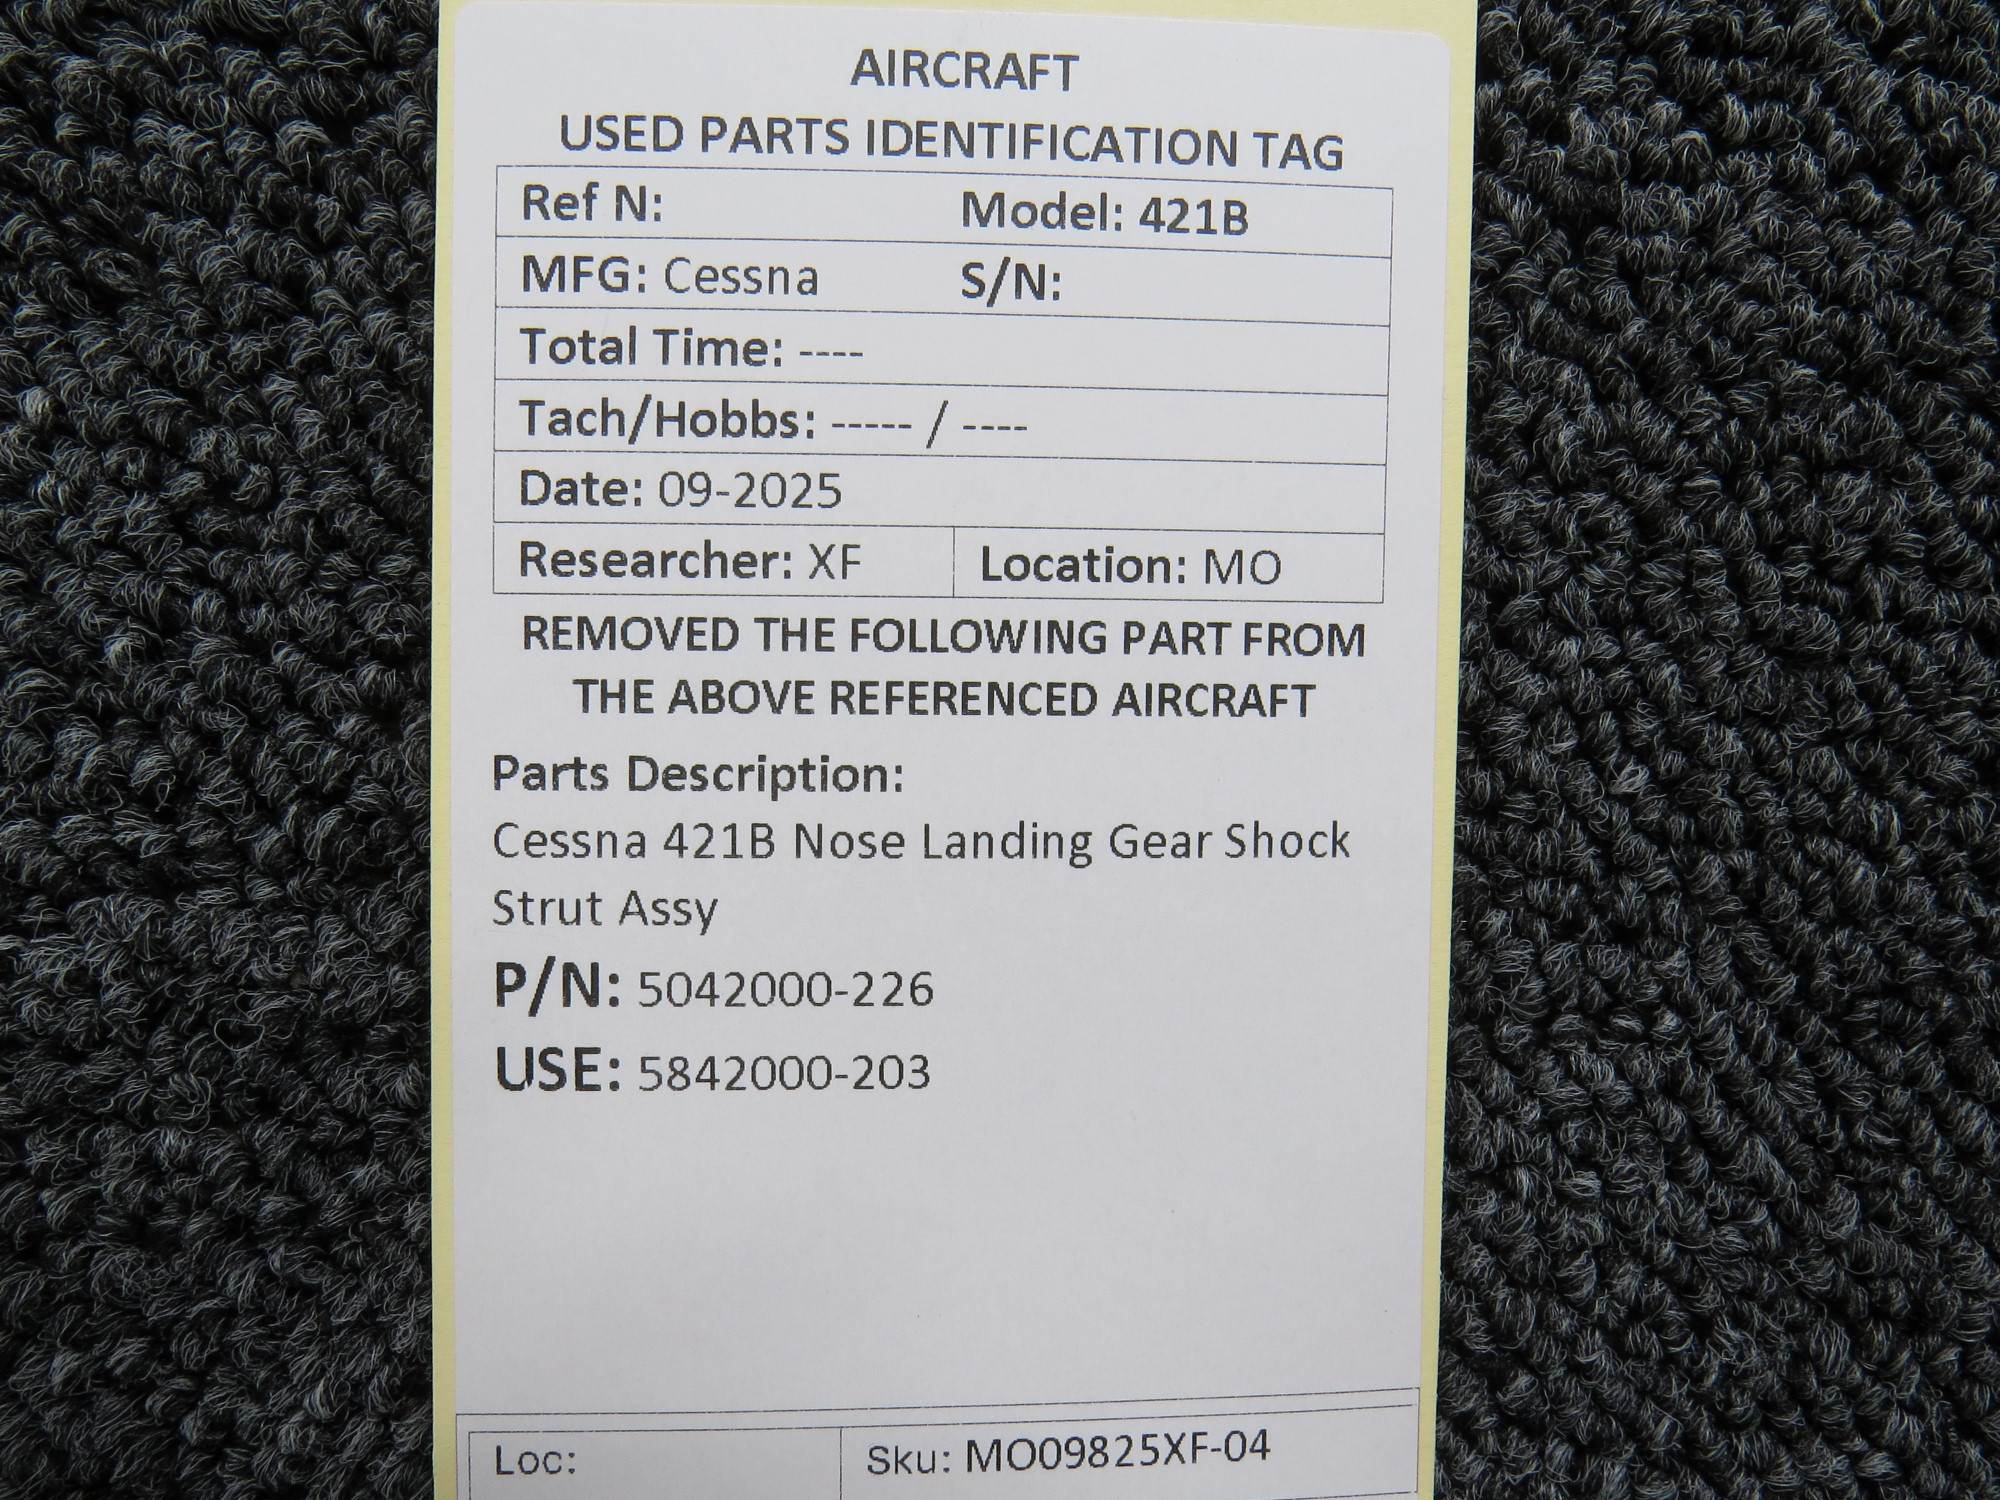 AIRCRAFT
USED PARTS IDENTIFICATION TAG
Ref N: Model: 421B
MFG: Cessna S/N:
Total Time: ----
Tach/Hobbs: ----- / ----
Date: 09-2025
Researcher: XF Location: MO
REMOVED THE FOLLOWING PART FROM
THE ABOVE REFERENCED AIRCRAFT
Parts Description:
Cessna 421B Nose Landing Gear Shock
Strut Assy
P/N: 5042000-226
USE: 5842000-203
Loc: Sku: MO09825XF-04